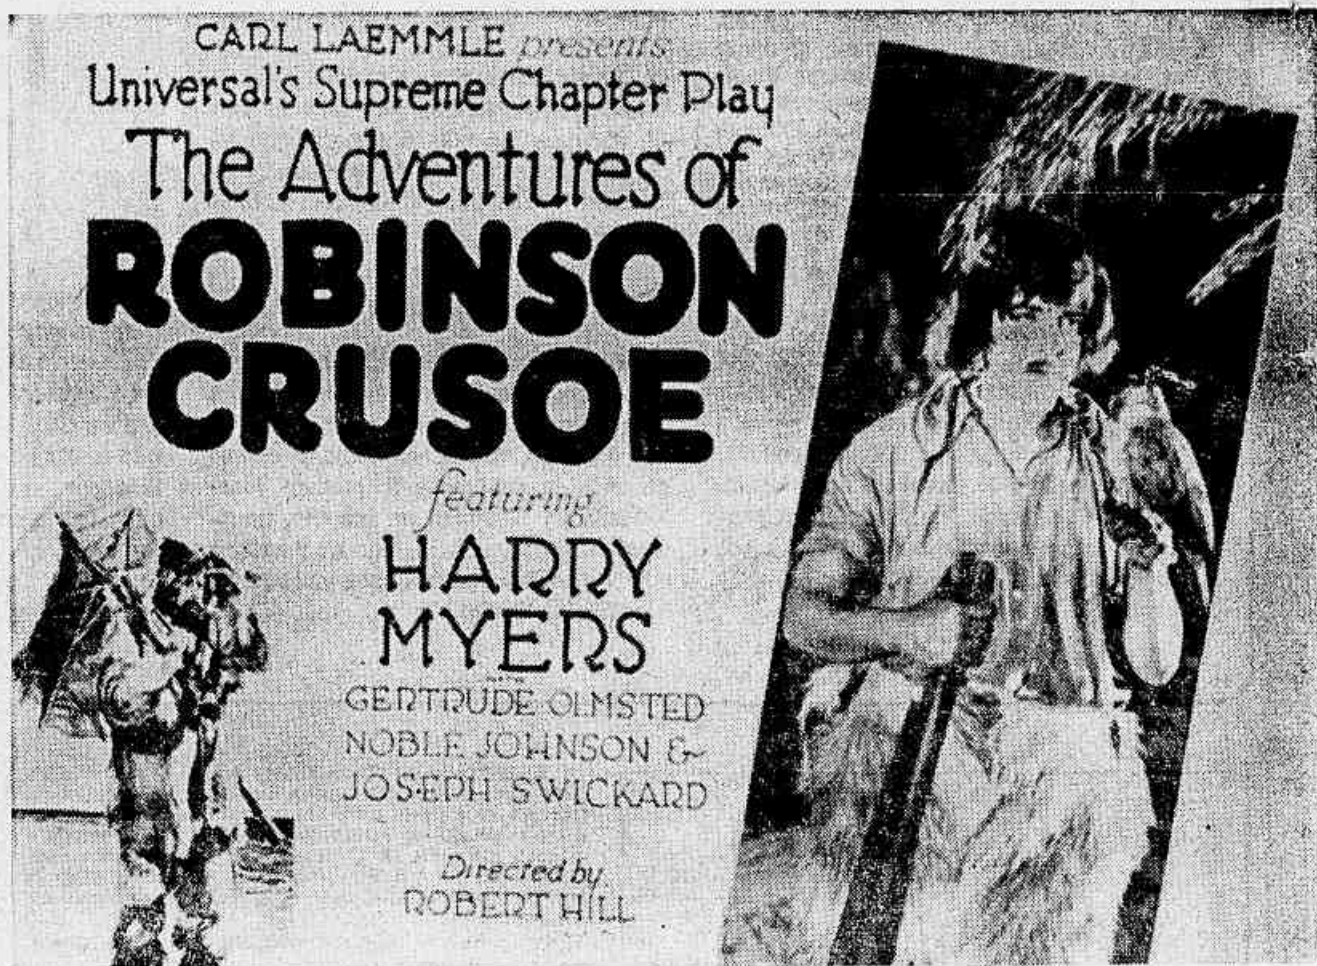 CARL LAEMMLE presents
Universal's Supreme Chapter Play
The Adventures of
ROBINSON
CRUSOE
featuring
HARRY
MYERS
GERTRUDE OLMSTED
NOBLE JOHNSON &
JOSEPH SWICKARD
Directed by
ROBERT HILL